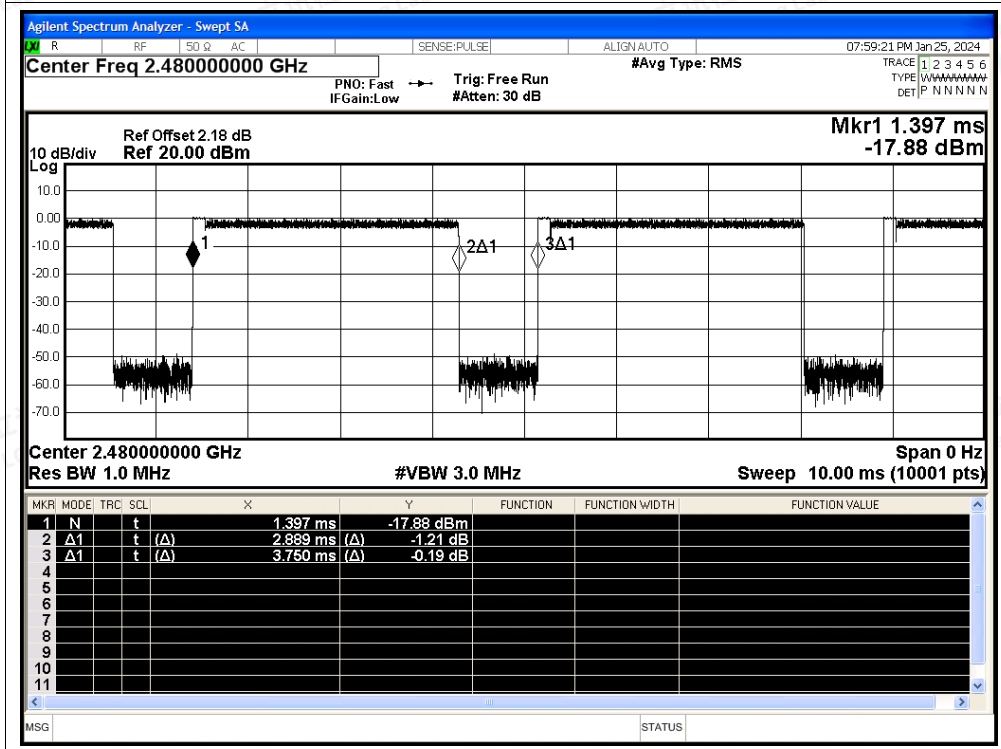 Agilent Spectrum Analyzer - Swept SA
LXI R RF 50 Ω AC SENSE:PULSE ALIGN AUTO 07:59:21 PM Jan 25, 2024
Center Freq 2.480000000 GHz #Avg Type: RMS TRACE 1 2 3 4 5 6
PNO: Fast Trig: Free Run TYPE
IFGain:Low #Atten: 30 dB DET P N N N N N
Mkr1 1.397 ms
-17.88 dBm
Ref Offset 2.18 dB
10 dB/div Ref 20.00 dBm
Log
10.0
0.00
-10.0
-20.0
-30.0
-40.0
-50.0
-60.0
-70.0
1
2Δ1
3Δ1
Center 2.480000000 GHz Span 0 Hz
Res BW 1.0 MHz #VBW 3.0 MHz Sweep 10.00 ms (10001 pts)
MKR MODE TRC SCL X Y FUNCTION FUNCTION WIDTH FUNCTION VALUE
1 N t 1.397 ms -17.88 dBm
2 Δ1 t (Δ) 2.889 ms (Δ) -1.21 dB
3 Δ1 t (Δ) 3.750 ms (Δ) -0.19 dB
4
5
6
7
8
9
10
11
MSG STATUS